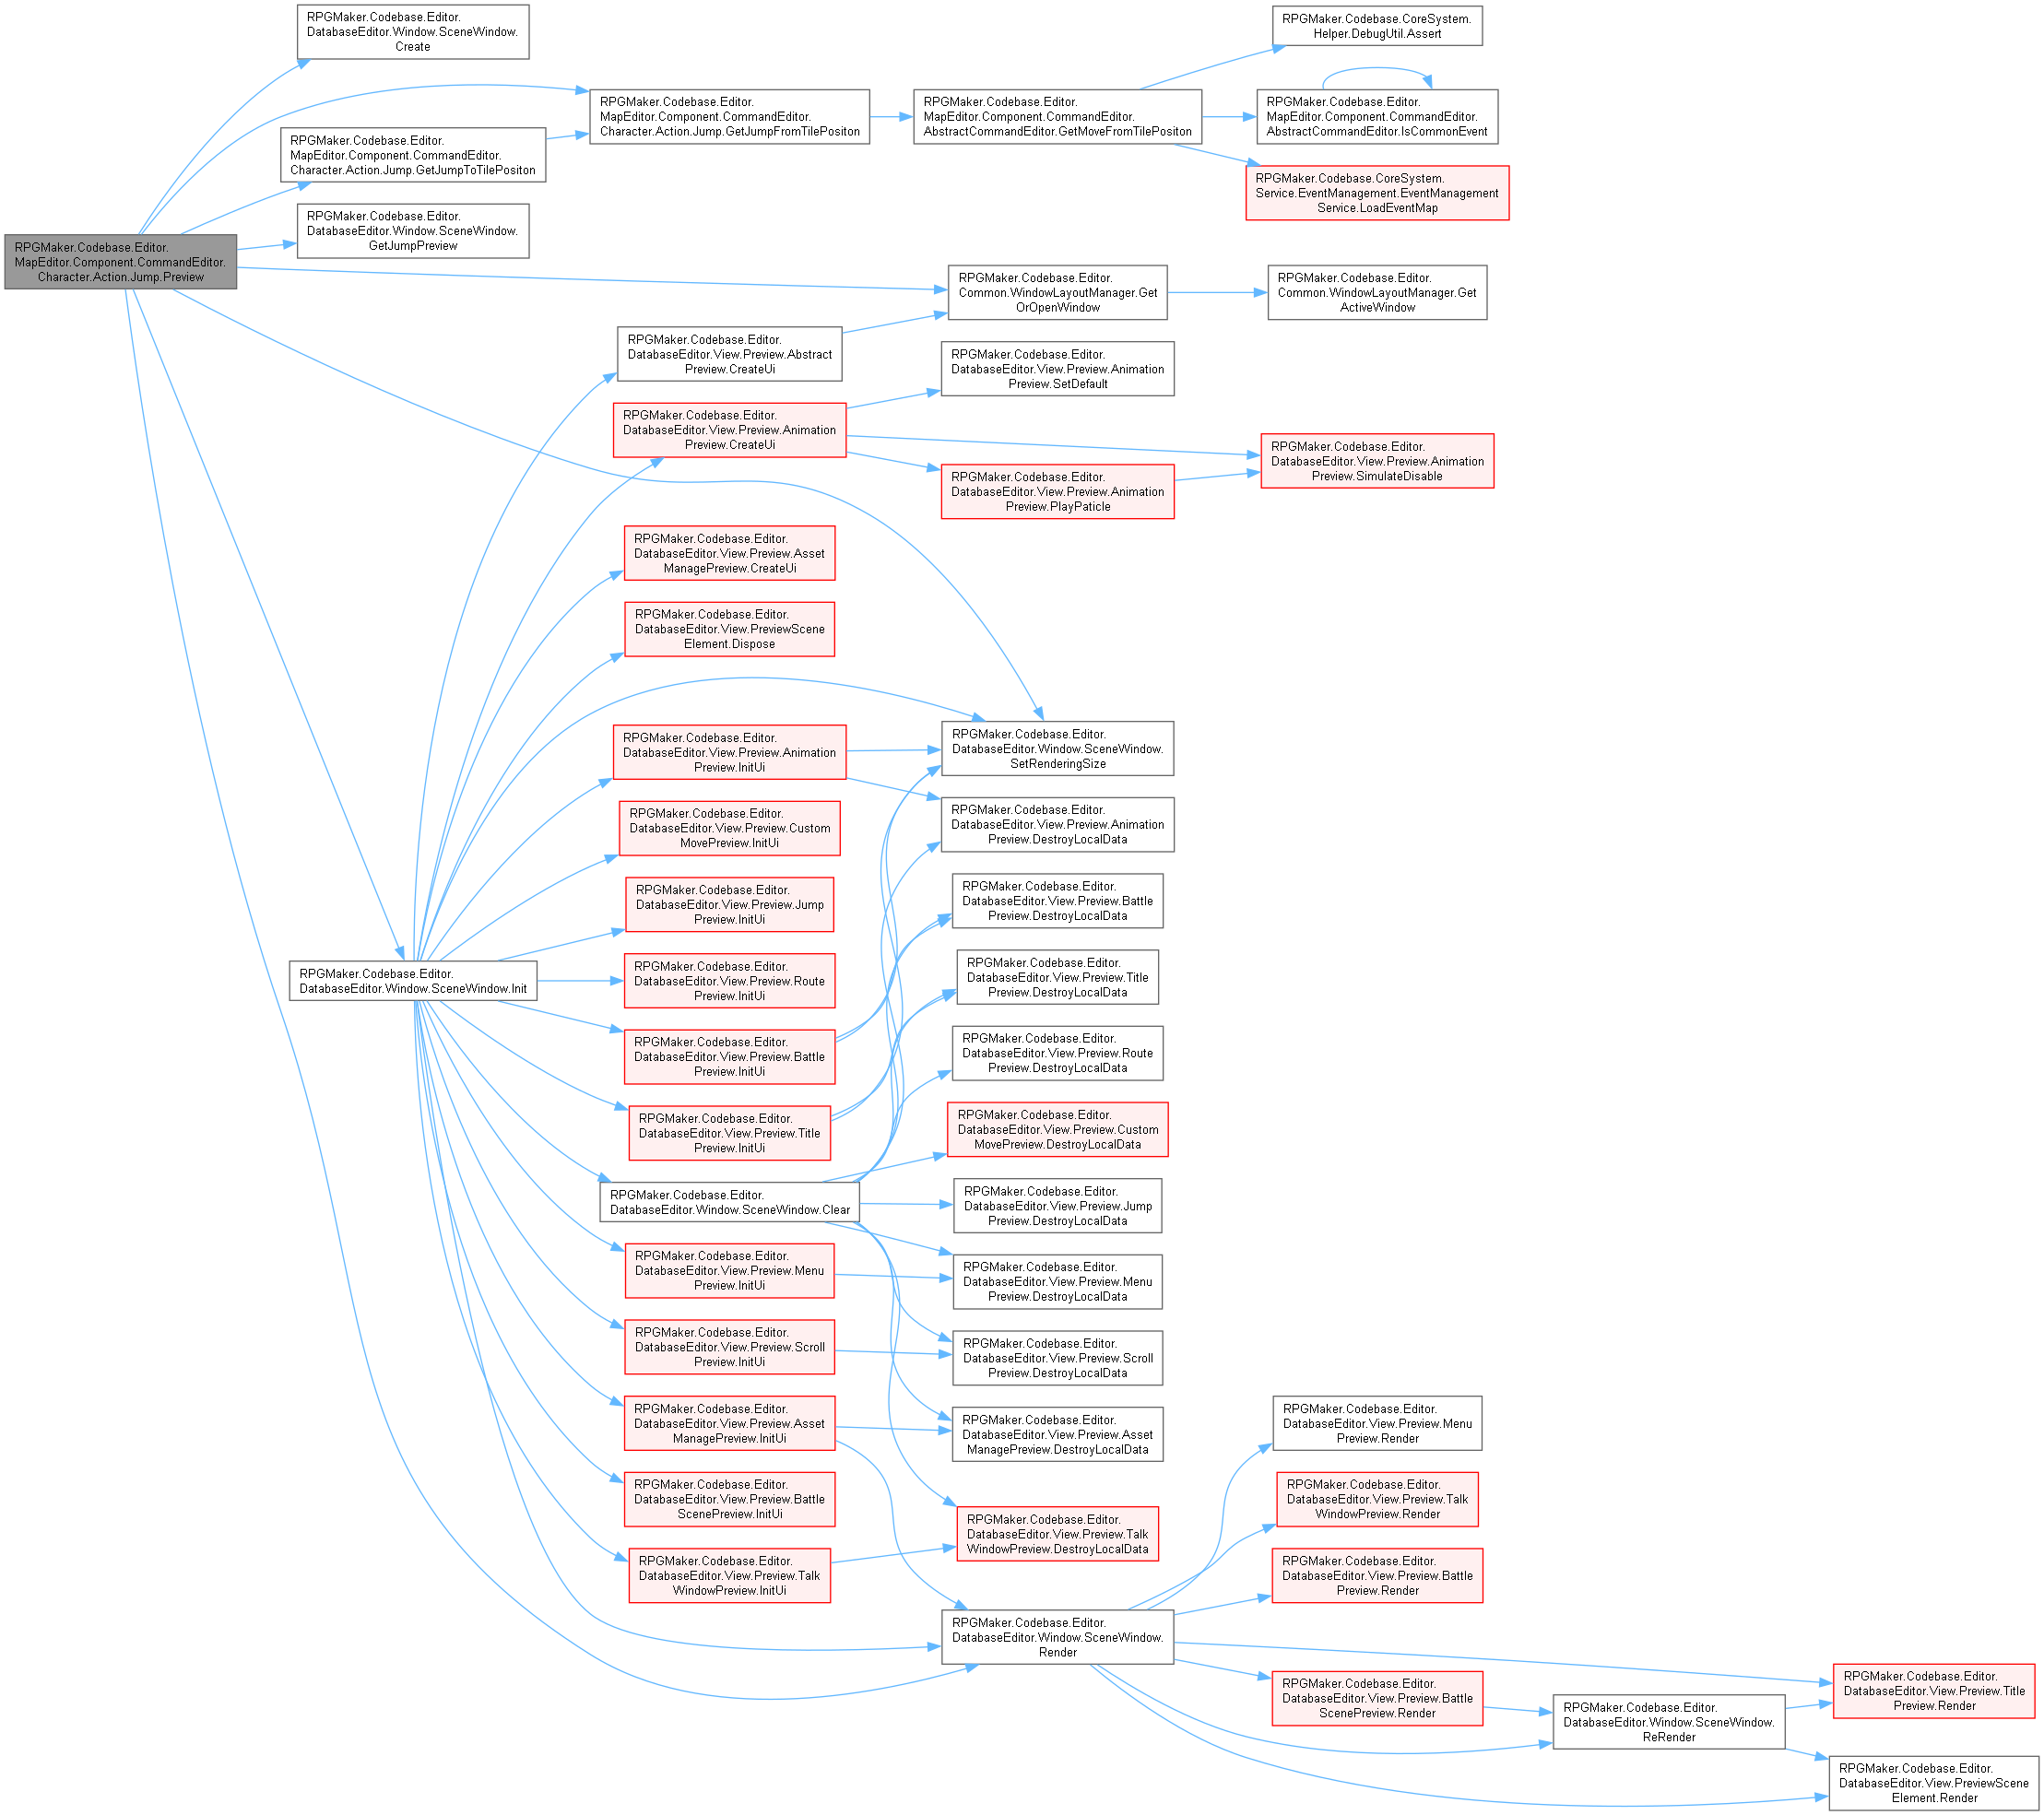 RPGMaker.Codebase.Editor.
MapEditor.Component.CommandEditor.
Character.Action.Jump.Preview
RPGMaker.Codebase.Editor.
DatabaseEditor.Window.SceneWindow.
Create
RPGMaker.Codebase.Editor.
MapEditor.Component.CommandEditor.
Character.Action.Jump.GetJumpToTilePositon
RPGMaker.Codebase.Editor.
DatabaseEditor.Window.SceneWindow.
GetJumpPreview
RPGMaker.Codebase.Editor.
DatabaseEditor.Window.SceneWindow.Init
RPGMaker.Codebase.Editor.
MapEditor.Component.CommandEditor.
Character.Action.Jump.GetJumpFromTilePositon
RPGMaker.Codebase.Editor.
DatabaseEditor.View.Preview.Abstract
Preview.CreateUi
RPGMaker.Codebase.Editor.
DatabaseEditor.View.Preview.Animation
Preview.CreateUi
RPGMaker.Codebase.Editor.
DatabaseEditor.View.Preview.Asset
ManagePreview.CreateUi
RPGMaker.Codebase.Editor.
DatabaseEditor.View.PreviewScene
Element.Dispose
RPGMaker.Codebase.Editor.
DatabaseEditor.View.Preview.Animation
Preview.InitUi
RPGMaker.Codebase.Editor.
DatabaseEditor.View.Preview.Custom
MovePreview.InitUi
RPGMaker.Codebase.Editor.
DatabaseEditor.View.Preview.Jump
Preview.InitUi
RPGMaker.Codebase.Editor.
DatabaseEditor.View.Preview.Route
Preview.InitUi
RPGMaker.Codebase.Editor.
DatabaseEditor.View.Preview.Battle
Preview.InitUi
RPGMaker.Codebase.Editor.
DatabaseEditor.View.Preview.Title
Preview.InitUi
RPGMaker.Codebase.Editor.
DatabaseEditor.Window.SceneWindow.Clear
RPGMaker.Codebase.Editor.
DatabaseEditor.View.Preview.Menu
Preview.InitUi
RPGMaker.Codebase.Editor.
DatabaseEditor.View.Preview.Scroll
Preview.InitUi
RPGMaker.Codebase.Editor.
DatabaseEditor.View.Preview.Asset
ManagePreview.InitUi
RPGMaker.Codebase.Editor.
DatabaseEditor.View.Preview.Battle
ScenePreview.InitUi
RPGMaker.Codebase.Editor.
DatabaseEditor.View.Preview.Talk
WindowPreview.InitUi
RPGMaker.Codebase.Editor.
MapEditor.Component.CommandEditor.
AbstractCommandEditor.GetMoveFromTilePositon
RPGMaker.Codebase.Editor.
Common.WindowLayoutManager.Get
OrOpenWindow
RPGMaker.Codebase.Editor.
DatabaseEditor.View.Preview.Animation
Preview.SetDefault
RPGMaker.Codebase.Editor.
DatabaseEditor.View.Preview.Animation
Preview.PlayPaticle
RPGMaker.Codebase.Editor.
DatabaseEditor.Window.SceneWindow.
SetRenderingSize
RPGMaker.Codebase.Editor.
DatabaseEditor.View.Preview.Animation
Preview.DestroyLocalData
RPGMaker.Codebase.Editor.
DatabaseEditor.View.Preview.Battle
Preview.DestroyLocalData
RPGMaker.Codebase.Editor.
DatabaseEditor.View.Preview.Title
Preview.DestroyLocalData
RPGMaker.Codebase.Editor.
DatabaseEditor.View.Preview.Route
Preview.DestroyLocalData
RPGMaker.Codebase.Editor.
DatabaseEditor.View.Preview.Custom
MovePreview.DestroyLocalData
RPGMaker.Codebase.Editor.
DatabaseEditor.View.Preview.Jump
Preview.DestroyLocalData
RPGMaker.Codebase.Editor.
DatabaseEditor.View.Preview.Menu
Preview.DestroyLocalData
RPGMaker.Codebase.Editor.
DatabaseEditor.View.Preview.Scroll
Preview.DestroyLocalData
RPGMaker.Codebase.Editor.
DatabaseEditor.View.Preview.Asset
ManagePreview.DestroyLocalData
RPGMaker.Codebase.Editor.
DatabaseEditor.View.Preview.Talk
WindowPreview.DestroyLocalData
RPGMaker.Codebase.Editor.
DatabaseEditor.Window.SceneWindow.
Render
RPGMaker.Codebase.CoreSystem.
Helper.DebugUtil.Assert
RPGMaker.Codebase.Editor.
MapEditor.Component.CommandEditor.
AbstractCommandEditor.IsCommonEvent
RPGMaker.Codebase.CoreSystem.
Service.EventManagement.EventManagement
Service.LoadEventMap
RPGMaker.Codebase.Editor.
Common.WindowLayoutManager.Get
ActiveWindow
RPGMaker.Codebase.Editor.
DatabaseEditor.View.Preview.Animation
Preview.SimulateDisable
RPGMaker.Codebase.Editor.
DatabaseEditor.View.Preview.Menu
Preview.Render
RPGMaker.Codebase.Editor.
DatabaseEditor.View.Preview.Talk
WindowPreview.Render
RPGMaker.Codebase.Editor.
DatabaseEditor.View.Preview.Battle
Preview.Render
RPGMaker.Codebase.Editor.
DatabaseEditor.View.Preview.Battle
ScenePreview.Render
RPGMaker.Codebase.Editor.
DatabaseEditor.Window.SceneWindow.
ReRender
RPGMaker.Codebase.Editor.
DatabaseEditor.View.Preview.Title
Preview.Render
RPGMaker.Codebase.Editor.
DatabaseEditor.View.PreviewScene
Element.Render